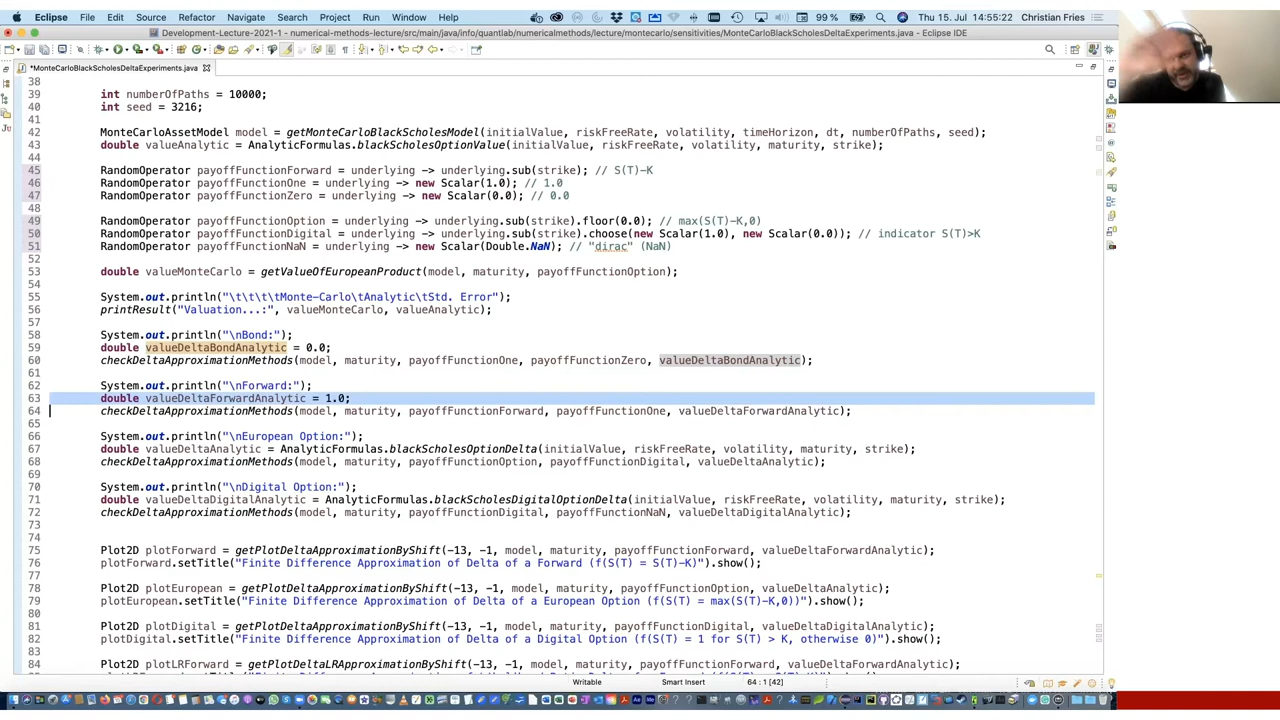 Eclipse File Edit Source Refactor Navigate Search Project Run Window Help 99 % Thu 15. Jul 14:55:22 Christian Fries
Development-Lecture-2021-1 - numerical-methods-lecture/src/main/java/info/quantlab/numericalmethods/lecture/montecarlo/sensitivities/MonteCarloBlackScholesDeltaExperiments.java - Eclipse IDE
*MonteCarloBlackScholesDeltaExperiments.java
38
39 int numberOfPaths = 10000;
40 int seed = 3216;
41
42 MonteCarloAssetModel model = getMonteCarloBlackScholesModel(initialValue, riskFreeRate, volatility, timeHorizon, dt, numberOfPaths, seed);
43 double valueAnalytic = AnalyticFormulas.blackScholesOptionValue(initialValue, riskFreeRate, volatility, maturity, strike);
44
45 RandomOperator payoffFunctionForward = underlying -> underlying.sub(strike); // S(T)-K
46 RandomOperator payoffFunctionOne = underlying -> new Scalar(1.0); // 1.0
47 RandomOperator payoffFunctionZero = underlying -> new Scalar(0.0); // 0.0
48
49 RandomOperator payoffFunctionOption = underlying -> underlying.sub(strike).floor(0.0); // max(S(T)-K,0)
50 RandomOperator payoffFunctionDigital = underlying -> underlying.sub(strike).choose(new Scalar(1.0), new Scalar(0.0)); // indicator S(T)>K
51 RandomOperator payoffFunctionNaN = underlying -> new Scalar(Double.NaN); // "dirac" (NaN)
52
53 double valueMonteCarlo = getValueOfEuropeanProduct(model, maturity, payoffFunctionOption);
54
55 System.out.println("\t\t\t\tMonte-Carlo\tAnalytic\tStd. Error");
56 printResult("Valuation...:", valueMonteCarlo, valueAnalytic);
57
58 System.out.println("\nBond:");
59 double valueDeltaBondAnalytic = 0.0;
60 checkDeltaApproximationMethods(model, maturity, payoffFunctionOne, payoffFunctionZero, valueDeltaBondAnalytic);
61
62 System.out.println("\nForward:");
63 double valueDeltaForwardAnalytic = 1.0;
64 checkDeltaApproximationMethods(model, maturity, payoffFunctionForward, payoffFunctionOne, valueDeltaForwardAnalytic);
65
66 System.out.println("\nEuropean Option:");
67 double valueDeltaAnalytic = AnalyticFormulas.blackScholesOptionDelta(initialValue, riskFreeRate, volatility, maturity, strike);
68 checkDeltaApproximationMethods(model, maturity, payoffFunctionOption, payoffFunctionDigital, valueDeltaAnalytic);
69
70 System.out.println("\nDigital Option:");
71 double valueDeltaDigitalAnalytic = AnalyticFormulas.blackScholesDigitalOptionDelta(initialValue, riskFreeRate, volatility, maturity, strike);
72 checkDeltaApproximationMethods(model, maturity, payoffFunctionDigital, payoffFunctionNaN, valueDeltaDigitalAnalytic);
73
74
75 Plot2D plotForward = getPlotDeltaApproximationByShift(-13, -1, model, maturity, payoffFunctionForward, valueDeltaForwardAnalytic);
76 plotForward.setTitle("Finite Difference Approximation of Delta of a Forward (f(S(T) = S(T)-K)").show();
77
78 Plot2D plotEuropean = getPlotDeltaApproximationByShift(-13, -1, model, maturity, payoffFunctionOption, valueDeltaAnalytic);
79 plotEuropean.setTitle("Finite Difference Approximation of Delta of a European Option (f(S(T) = max(S(T)-K,0))").show();
80
81 Plot2D plotDigital = getPlotDeltaApproximationByShift(-13, -1, model, maturity, payoffFunctionDigital, valueDeltaDigitalAnalytic);
82 plotDigital.setTitle("Finite Difference Approximation of Delta of a Digital Option (f(S(T) = 1 for S(T) > K, otherwise 0)").show();
83
84 Plot2D plotLRForward = getPlotDeltaLRApproximationByShift(-13, -1, model, maturity, payoffFunctionForward, valueDeltaForwardAnalytic);
Writable Smart Insert 64 : 1 [42]